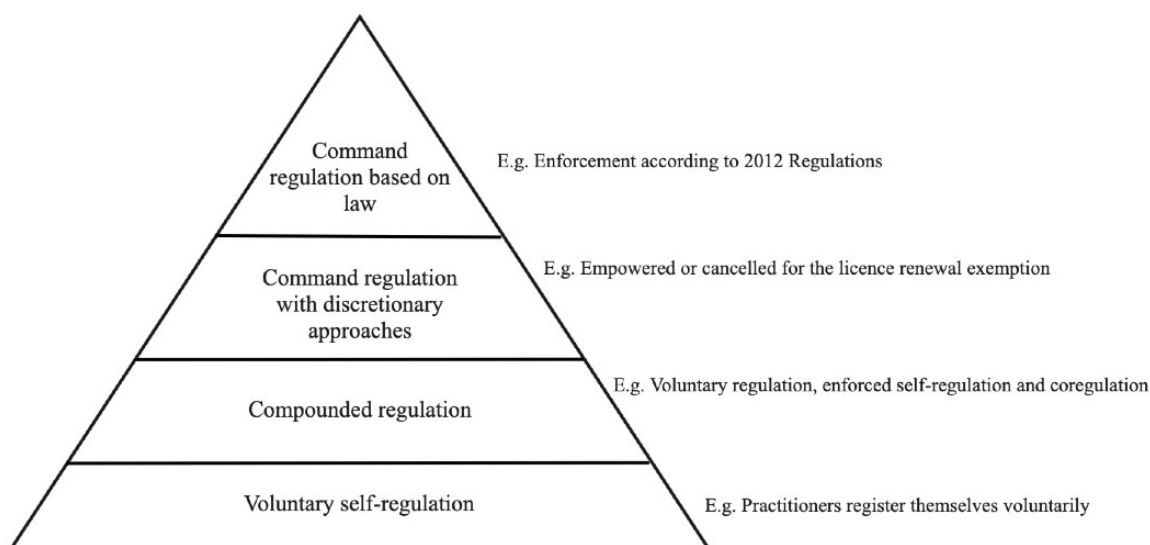 Command
regulation based on
law
E.g. Enforcement according to 2012 Regulations
Command regulation
with discretionary
approaches
E.g. Empowered or cancelled for the licence renewal exemption
Compounded regulation
E.g. Voluntary regulation, enforced self-regulation and coregulation
Voluntary self-regulation
E.g. Practitioners register themselves voluntarily